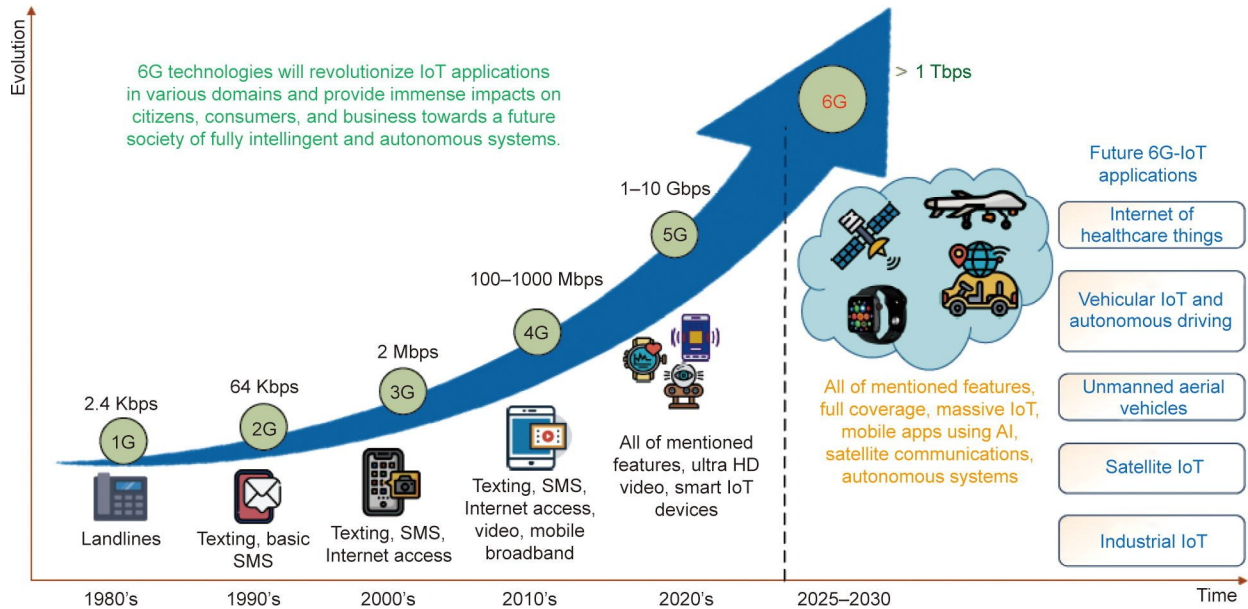 Evolution
6G technologies will revolutionize IoT applications
in various domains and provide immense impacts on
citizens, consumers, and business towards a future
society of fully intellingent and autonomous systems.
2.4 Kbps
1G
Landlines
64 Kbps
2G
Texting, basic
SMS
2 Mbps
3G
Texting, SMS,
Internet access
100–1000 Mbps
4G
Texting, SMS,
Internet access,
video, mobile
broadband
1–10 Gbps
5G
All of mentioned
features, ultra HD
video, smart IoT
devices
> 1 Tbps
6G
All of mentioned features,
full coverage, massive IoT,
mobile apps using AI,
satellite communications,
autonomous systems
Future 6G-IoT
applications
Internet of
healthcare things
Vehicular IoT and
autonomous driving
Unmanned aerial
vehicles
Satellite IoT
Industrial IoT
1980’s
1990’s
2000’s
2010’s
2020’s
2025–2030
Time